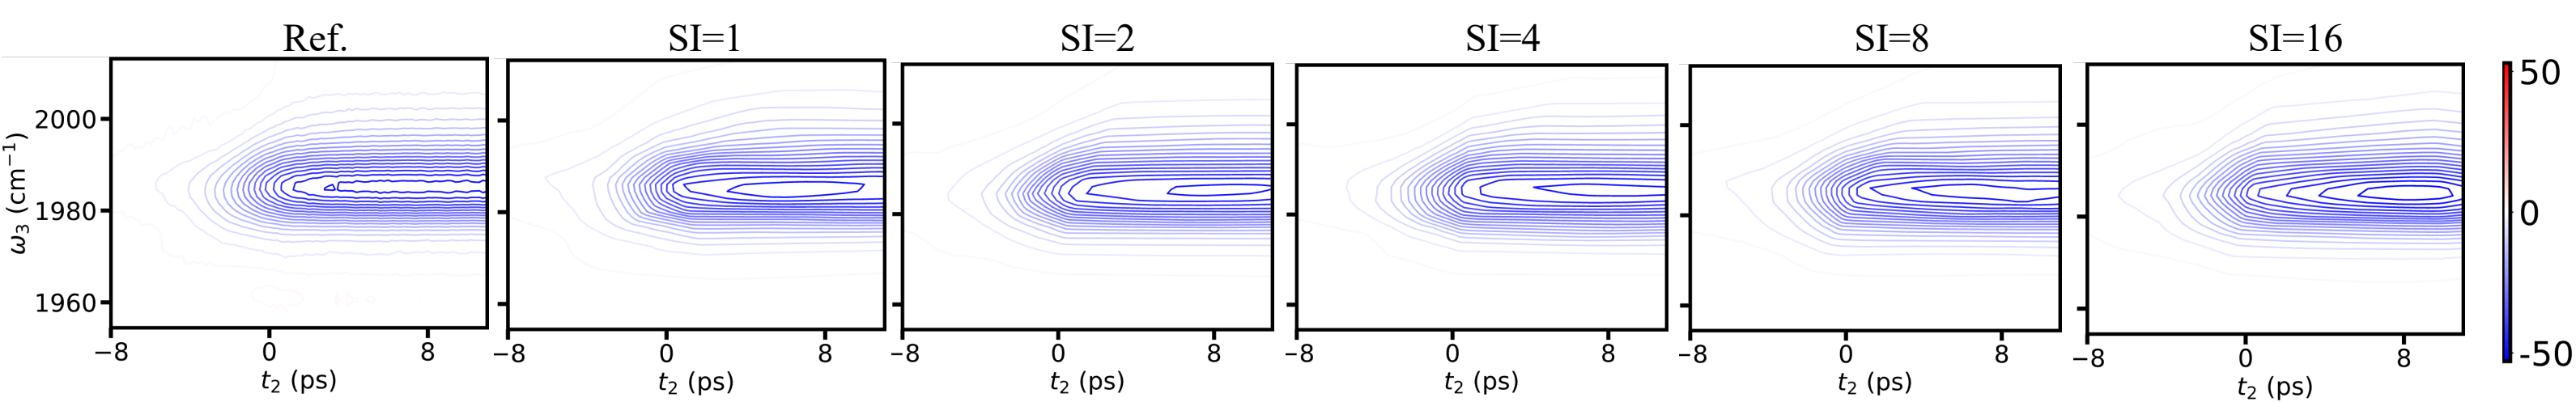 Ref.
SI=1
SI=2
SI=4
SI=8
SI=16
ω₃ (cm⁻¹)
2000
1980
1960
−8 0 8
t₂ (ps)
−8 0 8
t₂ (ps)
−8 0 8
t₂ (ps)
−8 0 8
t₂ (ps)
−8 0 8
t₂ (ps)
−8 0 8
t₂ (ps)
50
0
-50